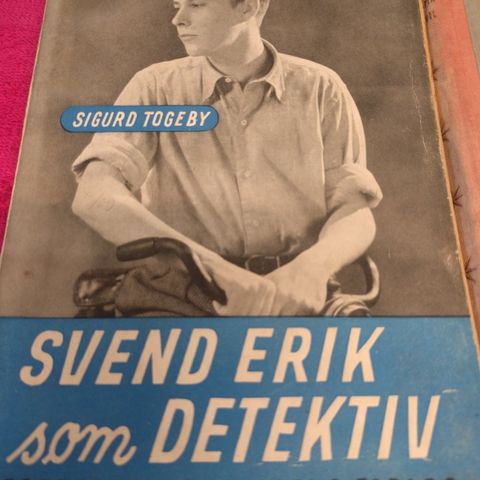 SIGURD TOGEBY
SVEND ERIK
som DETEKTIV